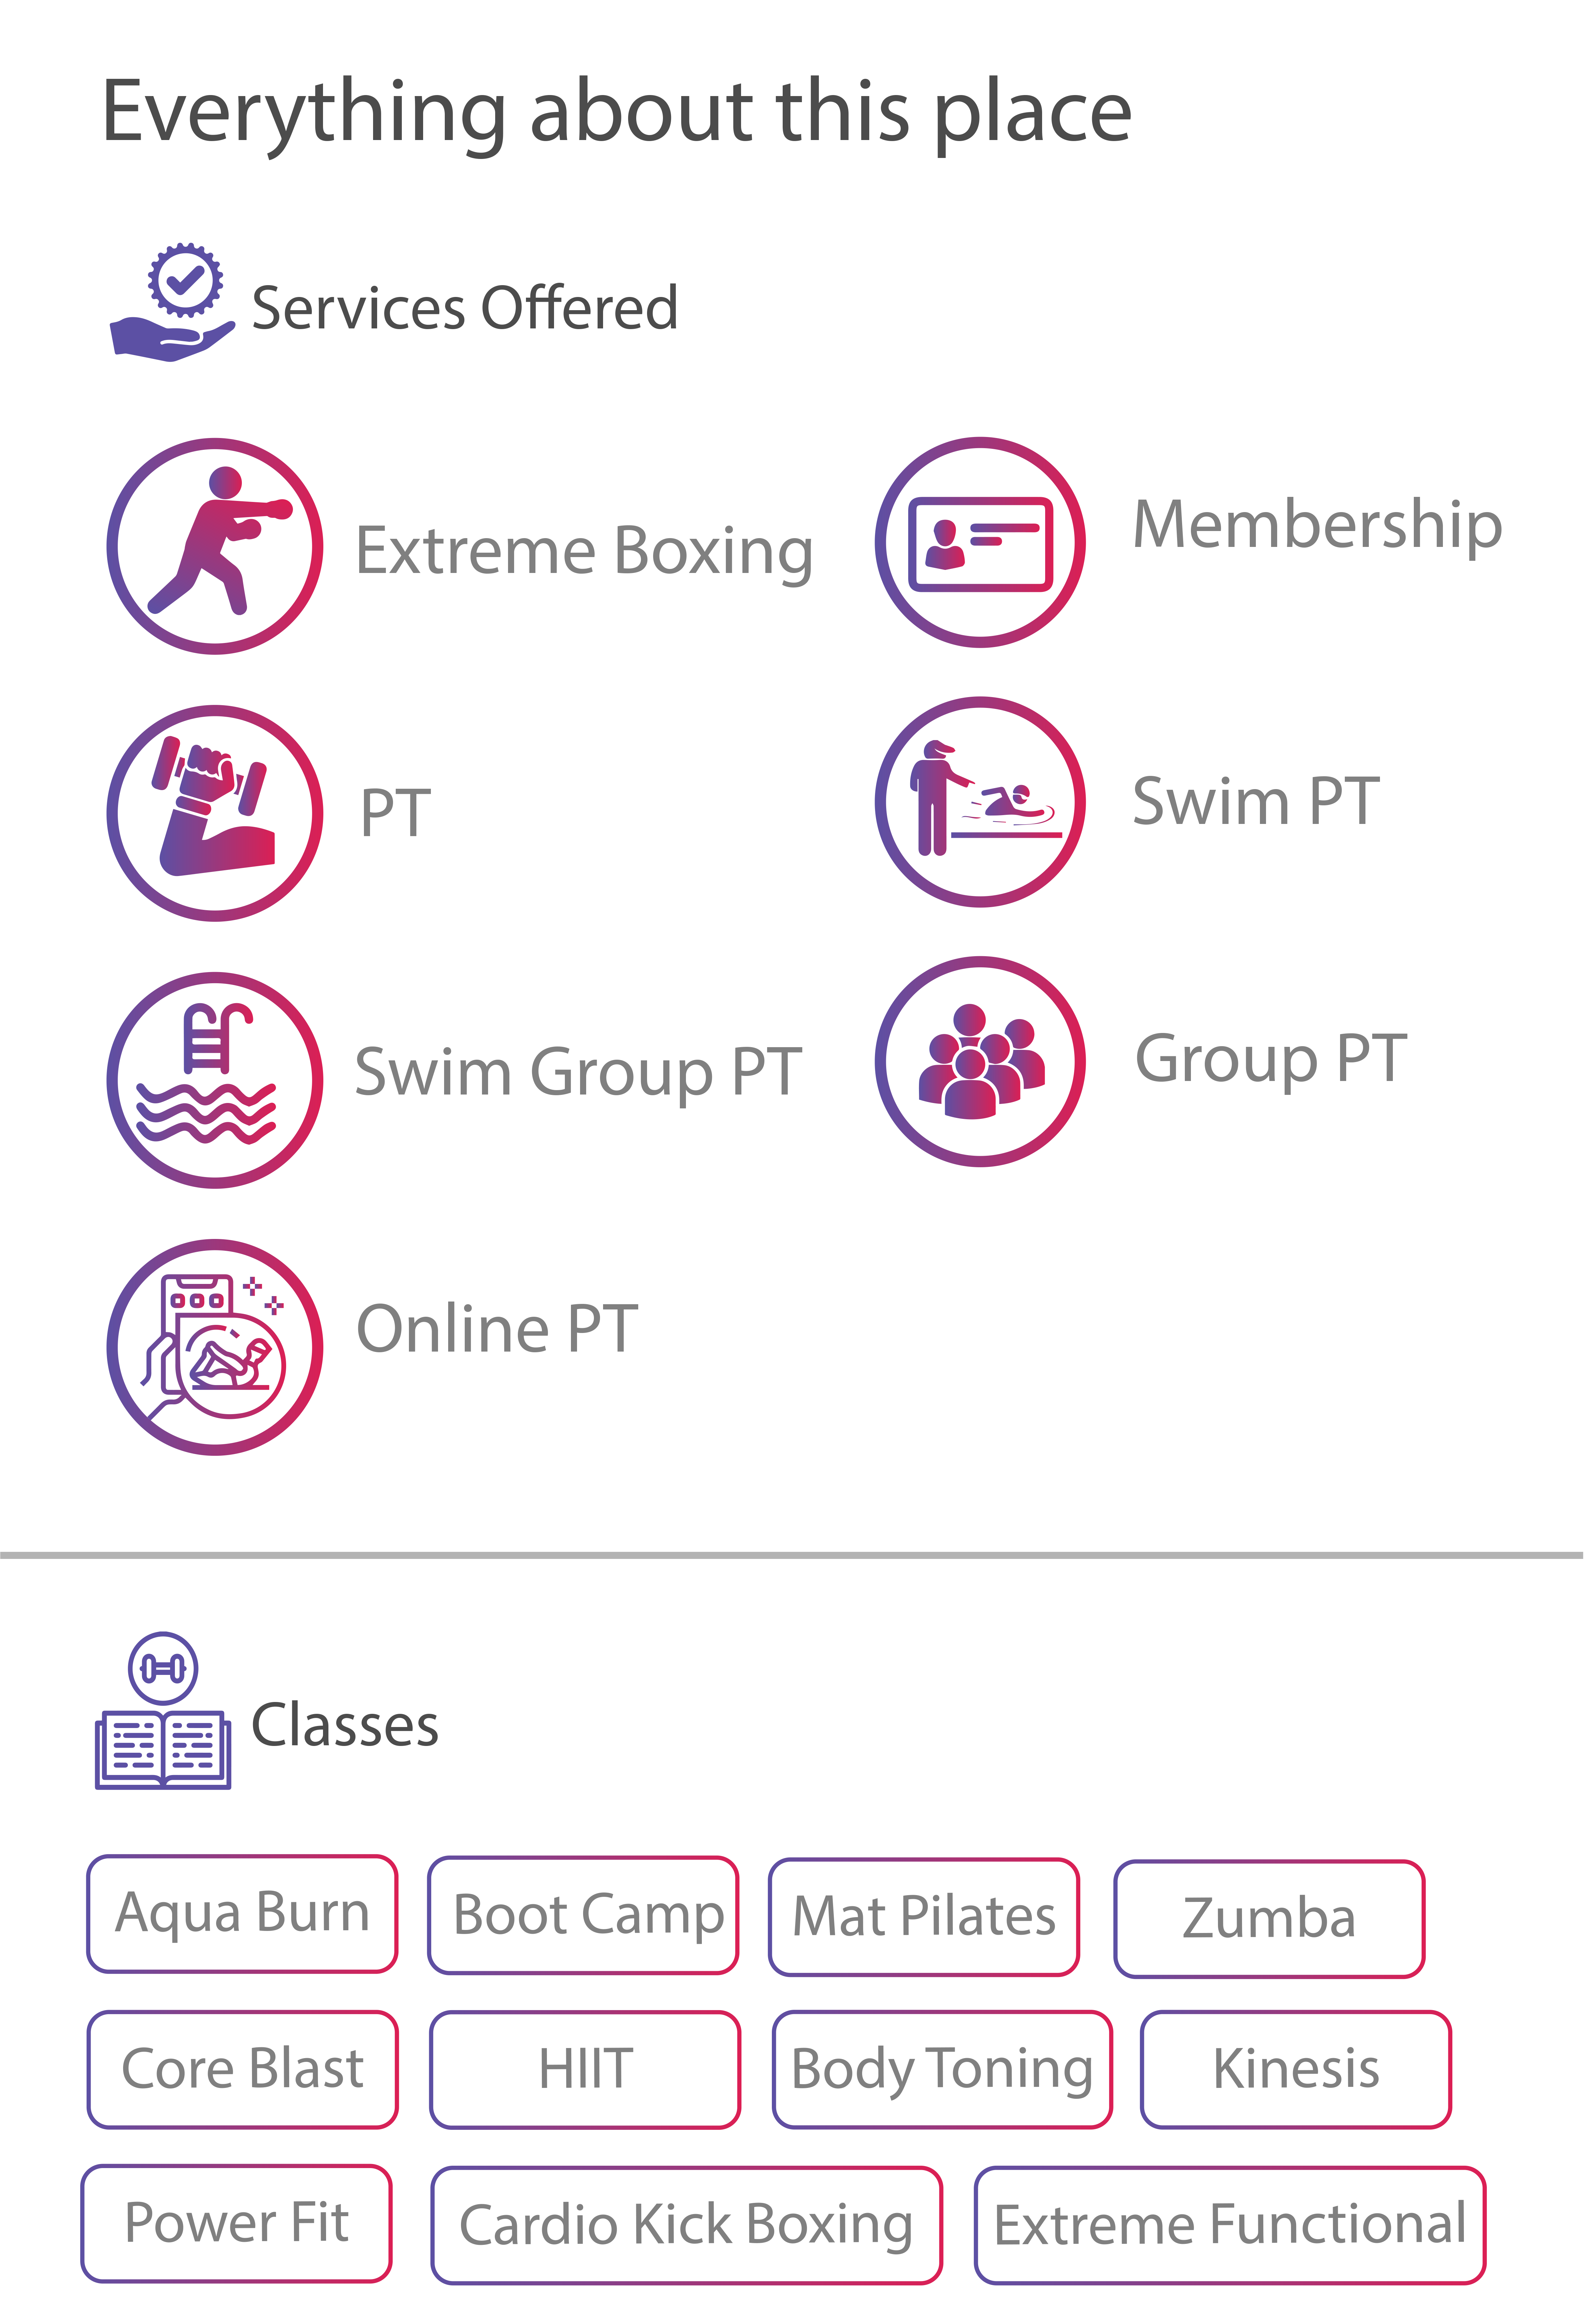 Everything about this place
Services Offered
Extreme Boxing
Membership
PT
Swim PT
Swim Group PT
Group PT
Online PT
Classes
Aqua Burn
Boot Camp
Mat Pilates
Zumba
Core Blast
HIIT
Body Toning
Kinesis
Power Fit
Cardio Kick Boxing
Extreme Functional